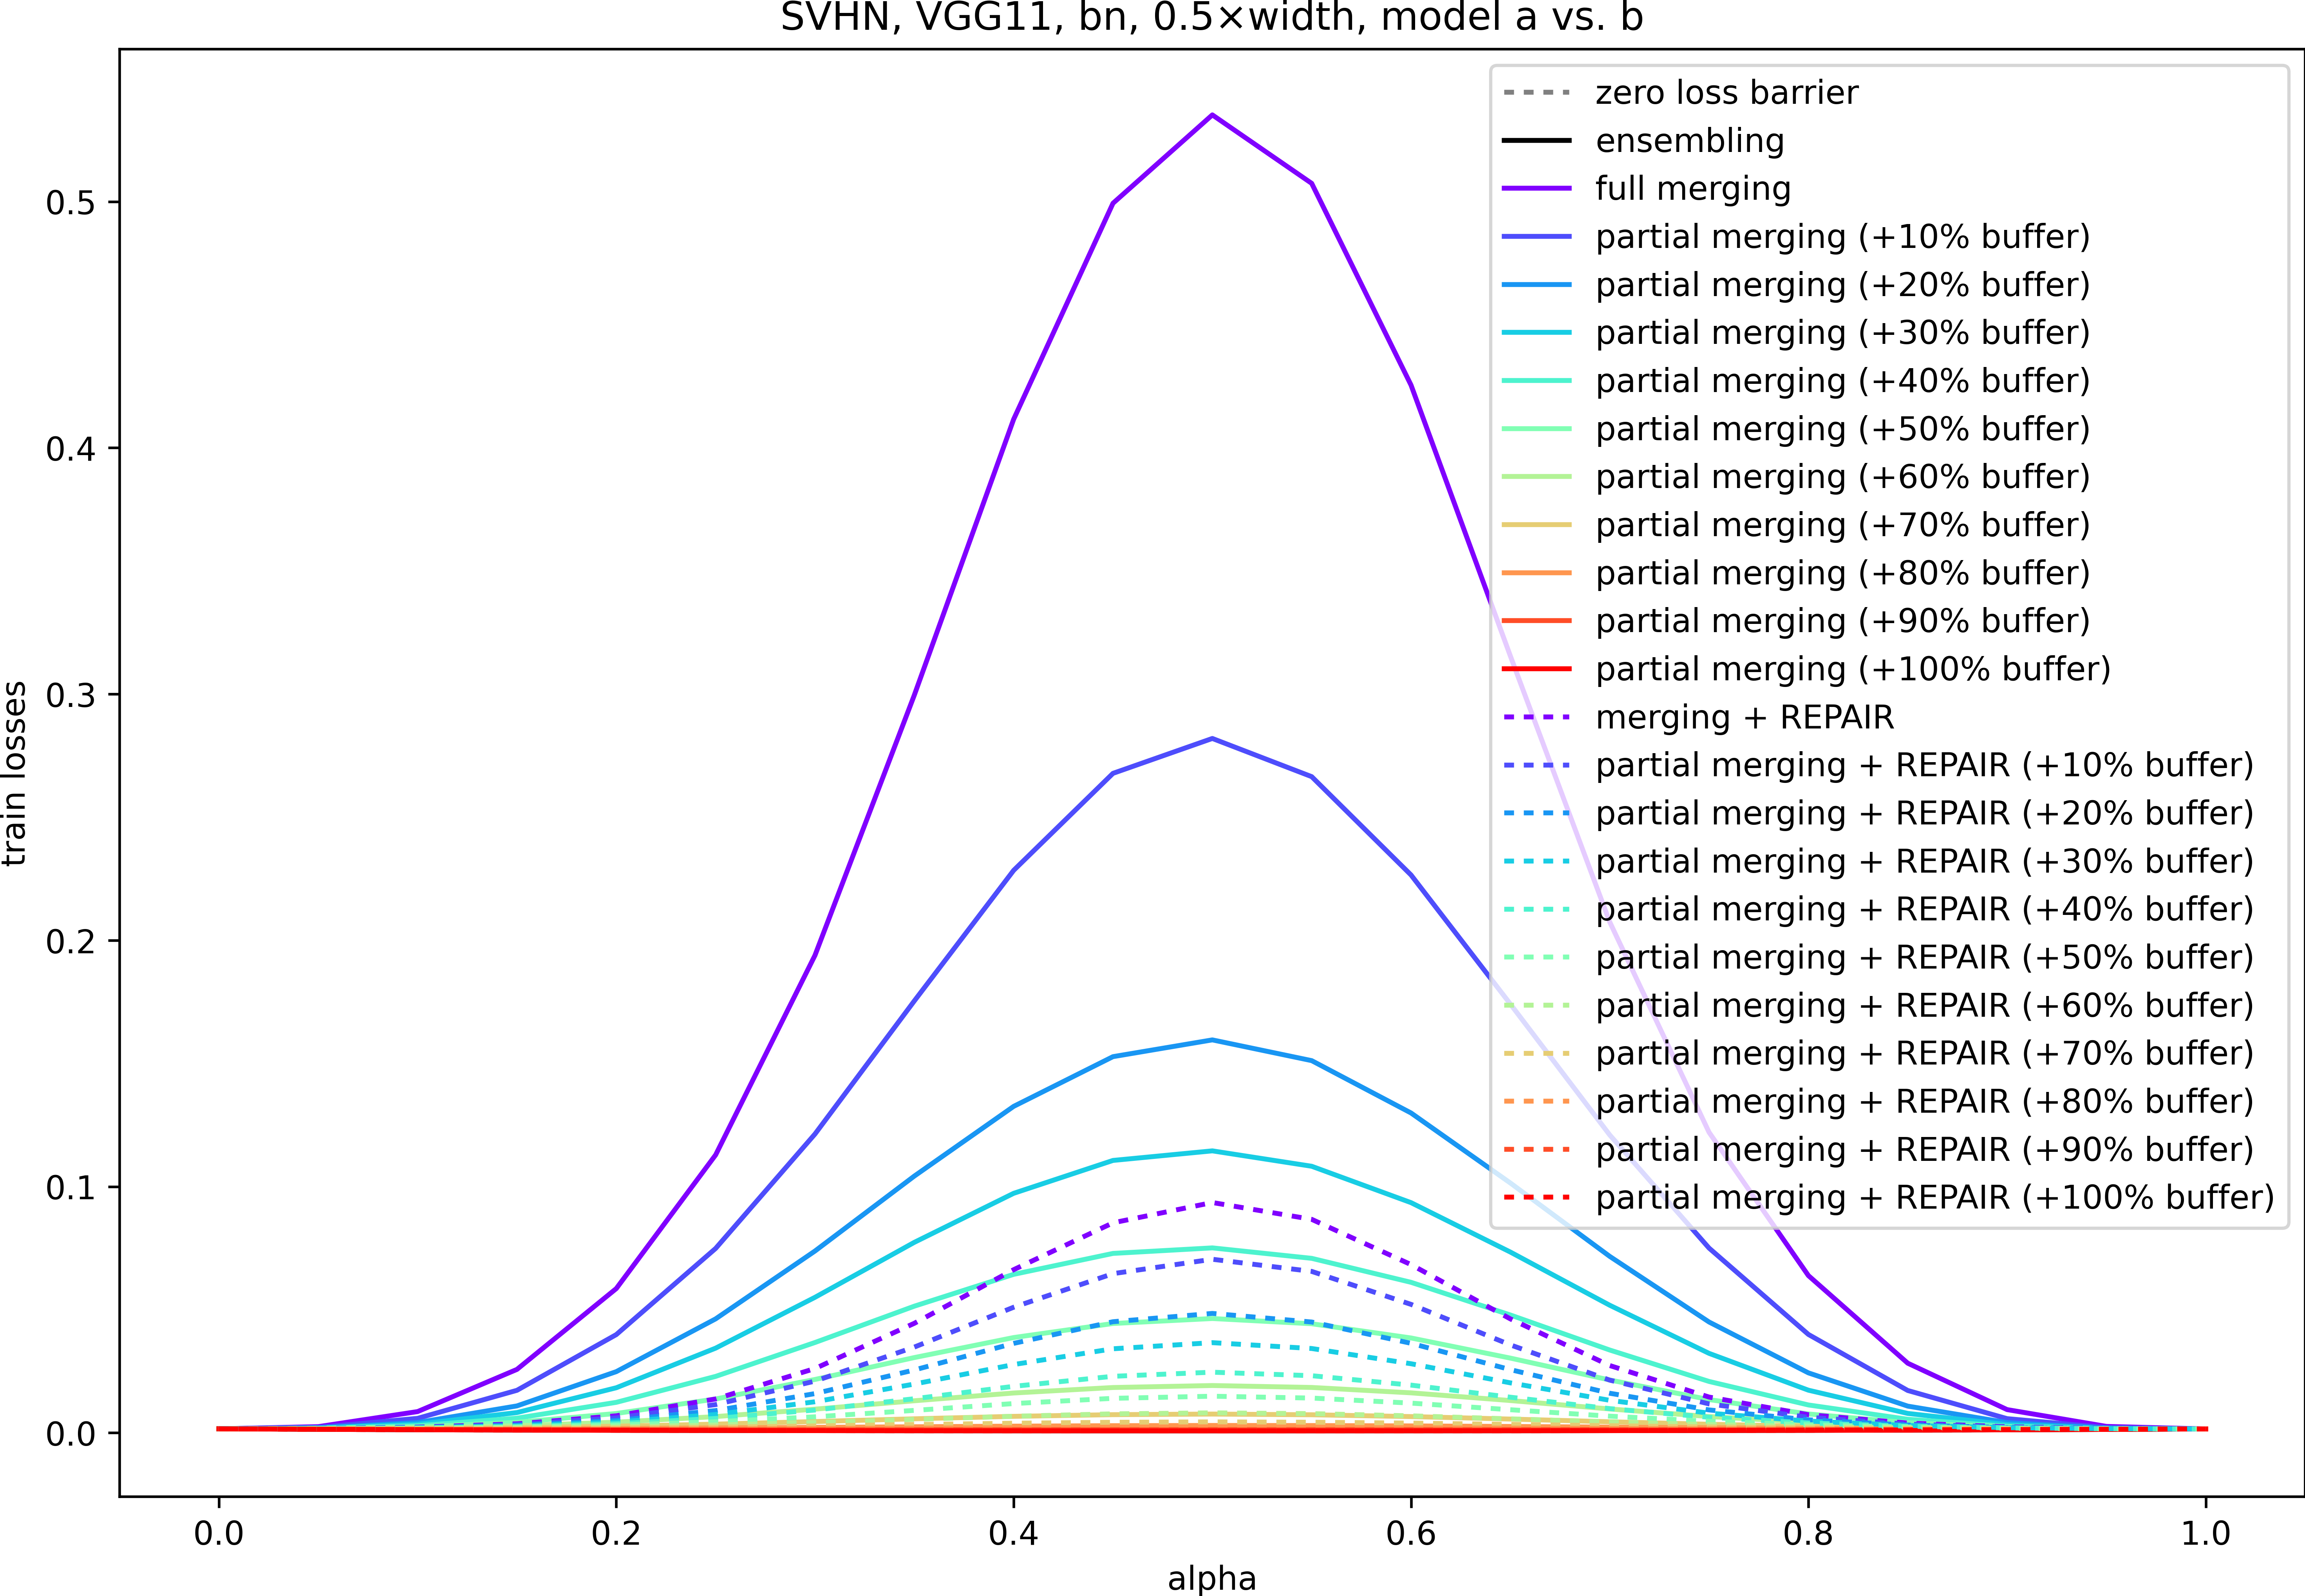 SVHN, VGG11, bn, 0.5×width, model a vs. b
zero loss barrier
ensembling
full merging
partial merging (+10% buffer)
partial merging (+20% buffer)
partial merging (+30% buffer)
partial merging (+40% buffer)
partial merging (+50% buffer)
partial merging (+60% buffer)
partial merging (+70% buffer)
partial merging (+80% buffer)
partial merging (+90% buffer)
partial merging (+100% buffer)
merging + REPAIR
partial merging + REPAIR (+10% buffer)
partial merging + REPAIR (+20% buffer)
partial merging + REPAIR (+30% buffer)
partial merging + REPAIR (+40% buffer)
partial merging + REPAIR (+50% buffer)
partial merging + REPAIR (+60% buffer)
partial merging + REPAIR (+70% buffer)
partial merging + REPAIR (+80% buffer)
partial merging + REPAIR (+90% buffer)
partial merging + REPAIR (+100% buffer)
train losses
0.5
0.4
0.3
0.2
0.1
0.0
0.0 0.2 0.4 0.6 0.8 1.0
alpha